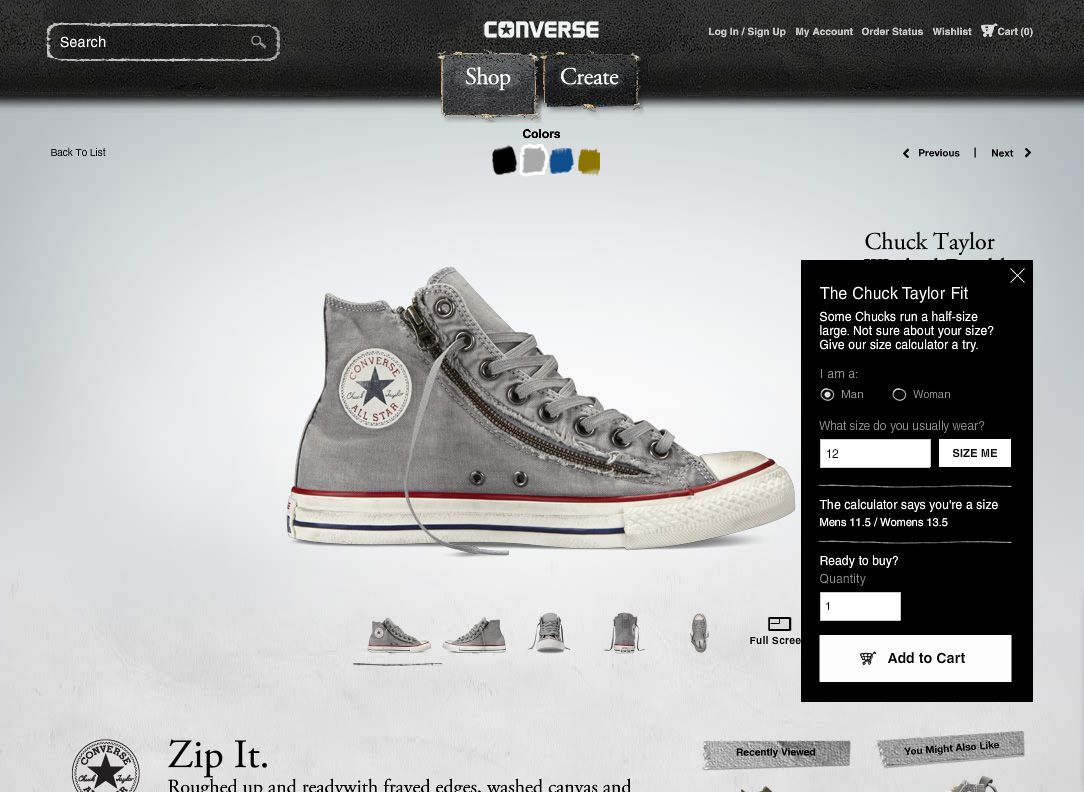 Search
CONVERSE
Log In / Sign Up My Account Order Status Wishlist Cart (0)
Shop
Create
Colors
Back To List
Previous | Next
Chuck Taylor
The Chuck Taylor Fit
Some Chucks run a half-size
large. Not sure about your size?
Give our size calculator a try.
I am a:
Man Woman
What size do you usually wear?
12 SIZE ME
The calculator says you're a size
Mens 11.5 / Womens 13.5
Ready to buy?
Quantity
1
Add to Cart
CONVERSE
Chuck Taylor
ALL STAR
Full Scree
CONVERSE
Chuck Taylor
Zip It.
Roughed up and readywith frayed edges, washed canvas and
Recently Viewed
You Might Also Like